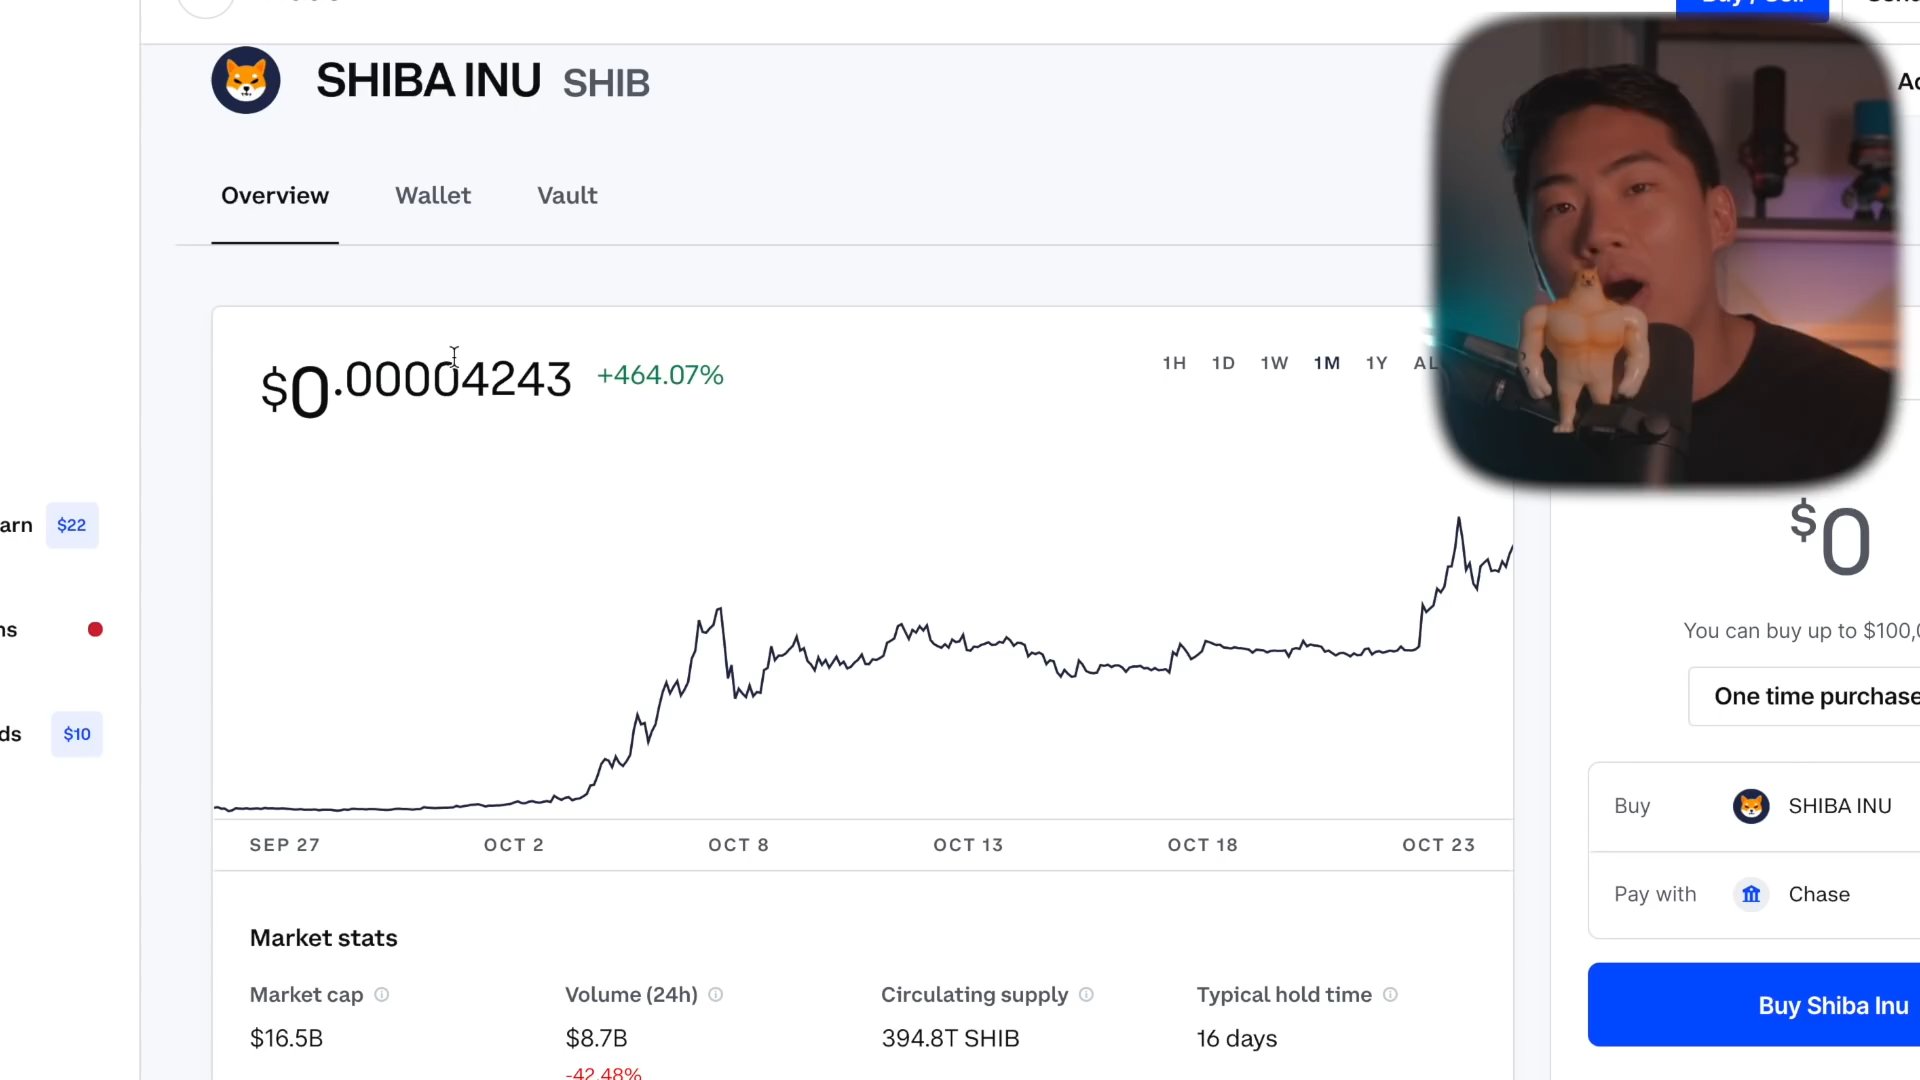 SHIBA INU SHIB
Overview Wallet Vault
$0.00004243 +464.07%
1H 1D 1W 1M 1Y
arn $22
ns
ds $10
SEP 27 OCT 2 OCT 8 OCT 13 OCT 18 OCT 23
Market stats
Market cap Volume (24h) Circulating supply Typical hold time
$16.5B $8.7B 394.8T SHIB 16 days
-42.48%
$0
You can buy up to $100,0
One time purchase
Buy SHIBA INU
Pay with Chase
Buy Shiba Inu